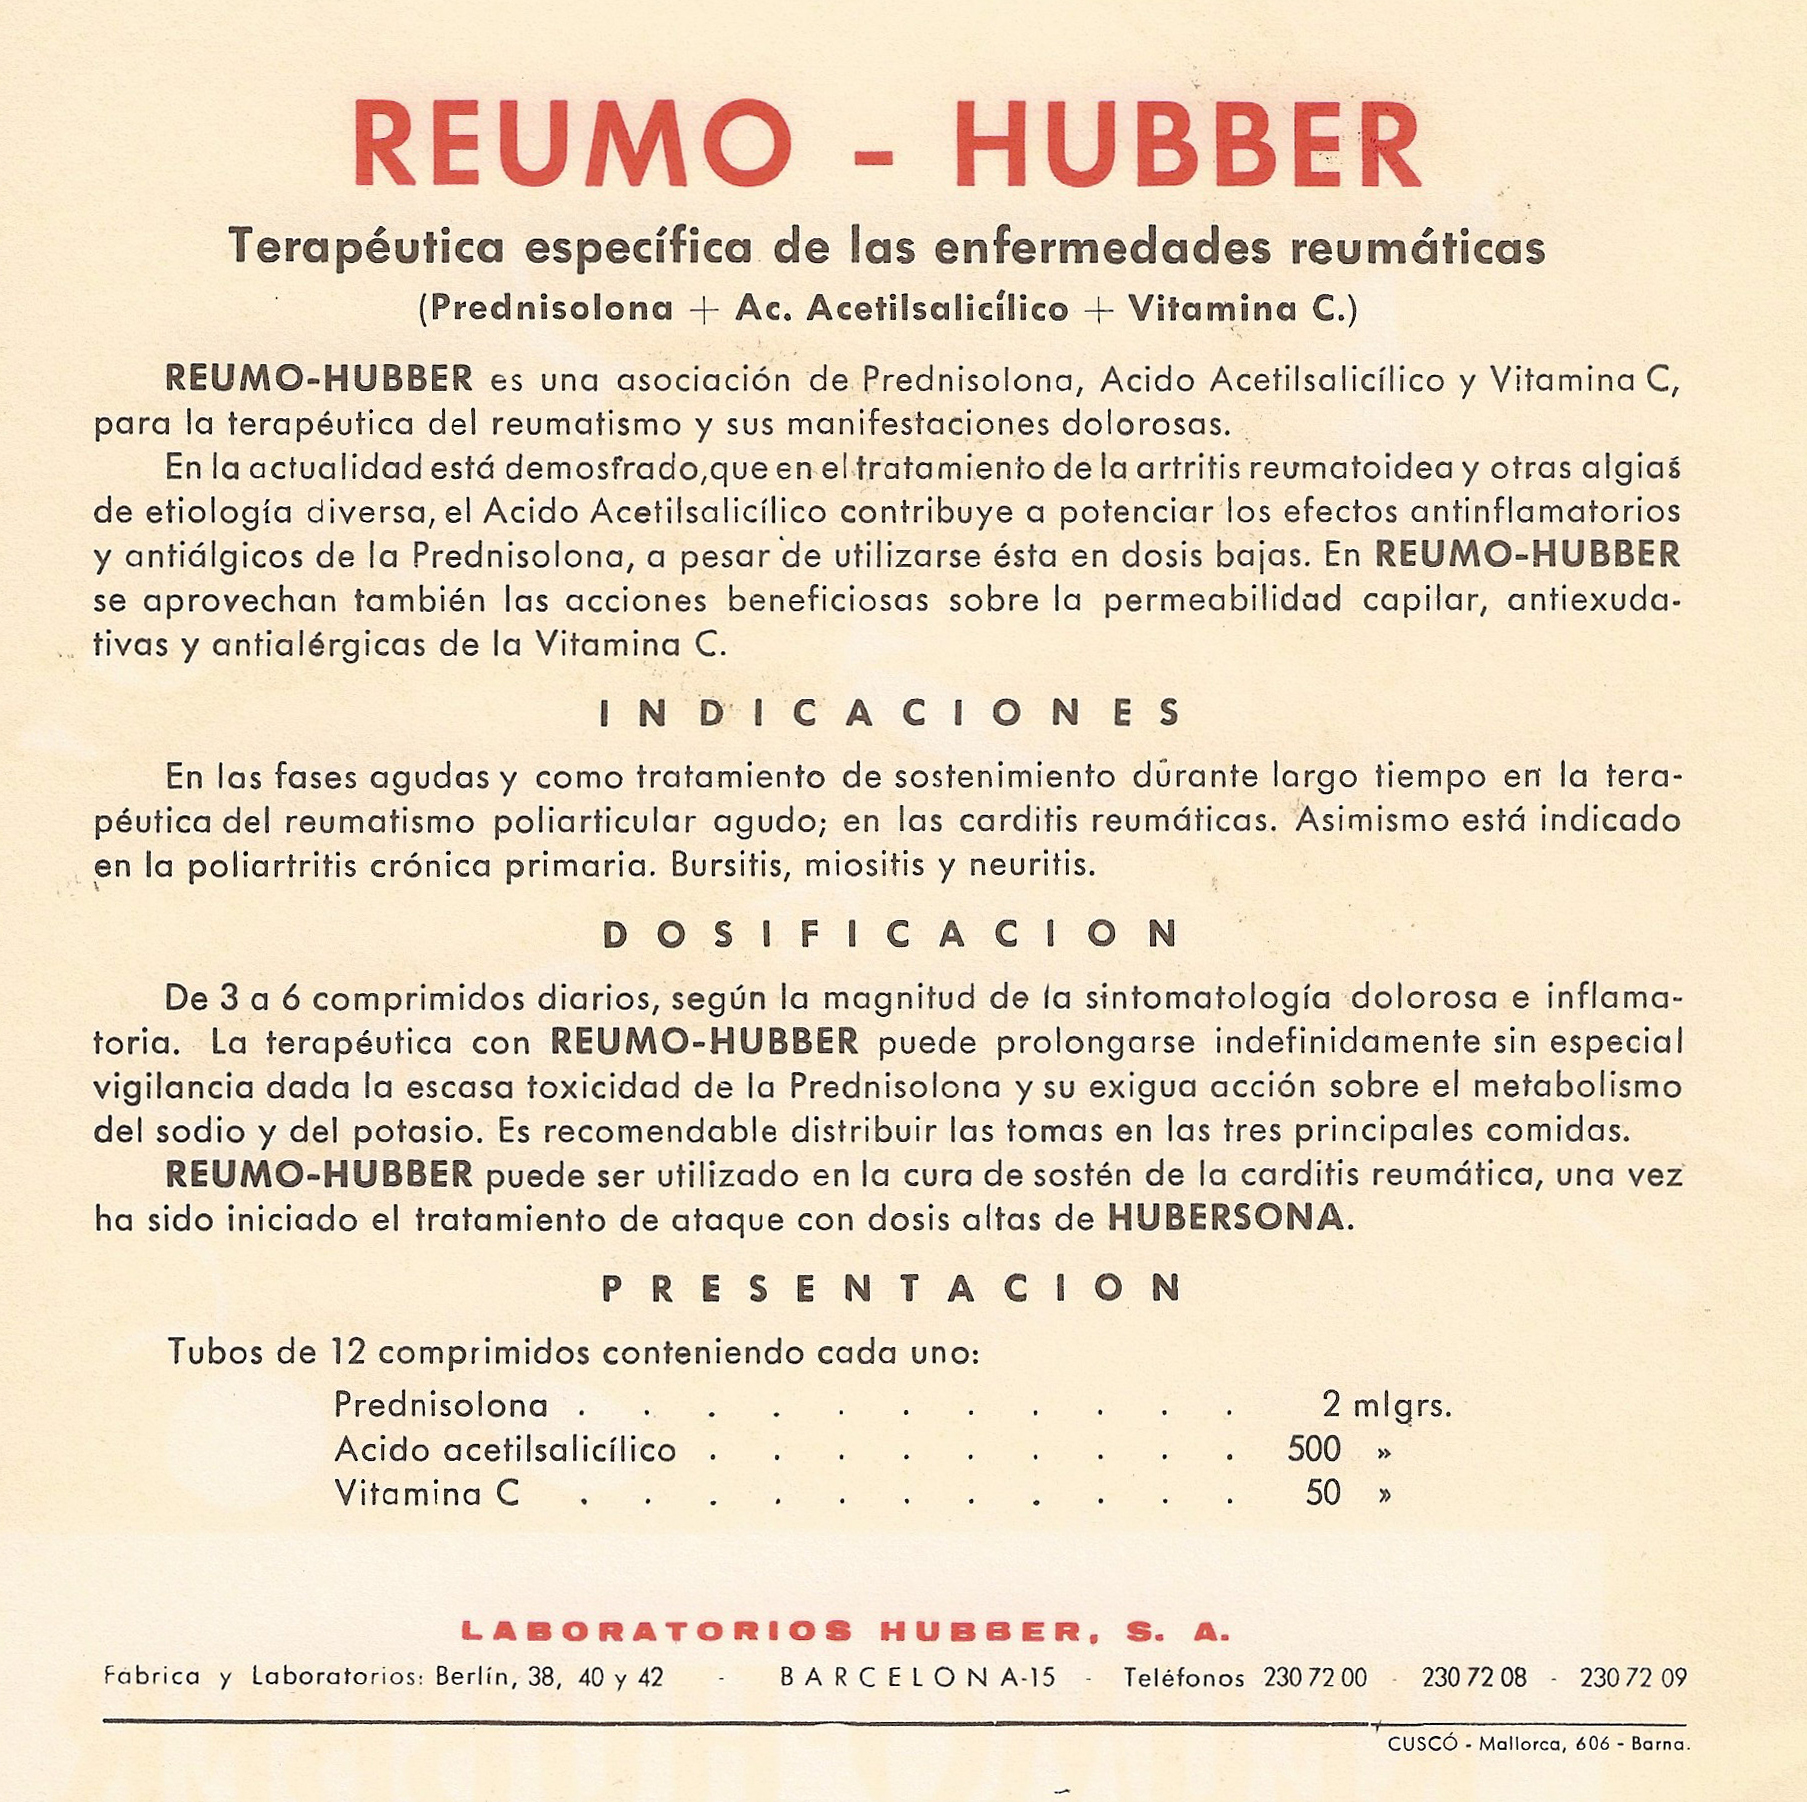 REUMO - HUBBER
Terapéutica específica de las enfermedades reumáticas
(Prednisolona + Ac. Acetilsalicílico + Vitamina C.)
REUMO-HUBBER es una asociación de Prednisolona, Acido Acetilsalicílico y Vitamina C,
para la terapéutica del reumatismo y sus manifestaciones dolorosas.
En la actualidad está demostrado, que en el tratamiento de la artritis reumatoidea y otras algias
de etiología diversa, el Acido Acetilsalicílico contribuye a potenciar los efectos antinflamatorios
y antiálgicos de la Prednisolona, a pesar de utilizarse ésta en dosis bajas. En REUMO-HUBBER
se aprovechan también las acciones beneficiosas sobre la permeabilidad capilar, antiexuda-
tivas y antialérgicas de la Vitamina C.
INDICACIONES
En las fases agudas y como tratamiento de sostenimiento durante largo tiempo en la tera-
péutica del reumatismo poliarticular agudo; en las carditis reumáticas. Asimismo está indicado
en la poliartritis crónica primaria. Bursitis, miositis y neuritis.
DOSIFICACION
De 3 a 6 comprimidos diarios, según la magnitud de la sintomatología dolorosa e inflama-
toria. La terapéutica con REUMO-HUBBER puede prolongarse indefinidamente sin especial
vigilancia dada la escasa toxicidad de la Prednisolona y su exigua acción sobre el metabolismo
del sodio y del potasio. Es recomendable distribuir las tomas en las tres principales comidas.
REUMO-HUBBER puede ser utilizado en la cura de sostén de la carditis reumática, una vez
ha sido iniciado el tratamiento de ataque con dosis altas de HUBERSONA.
PRESENTACION
Tubos de 12 comprimidos conteniendo cada uno:
Prednisolona . . . . . . . . . . . 2 mlgrs.
Acido acetilsalicílico . . . . . . . . . 500 »
Vitamina C . . . . . . . . . . . 50 »
LABORATORIOS HUBBER, S. A.
Fábrica y Laboratorios: Berlín, 38, 40 y 42 - BARCELONA-15 - Teléfonos 230 72 00 - 230 72 08 - 230 72 09
CUSCÓ - Mallorca, 606 - Barna.